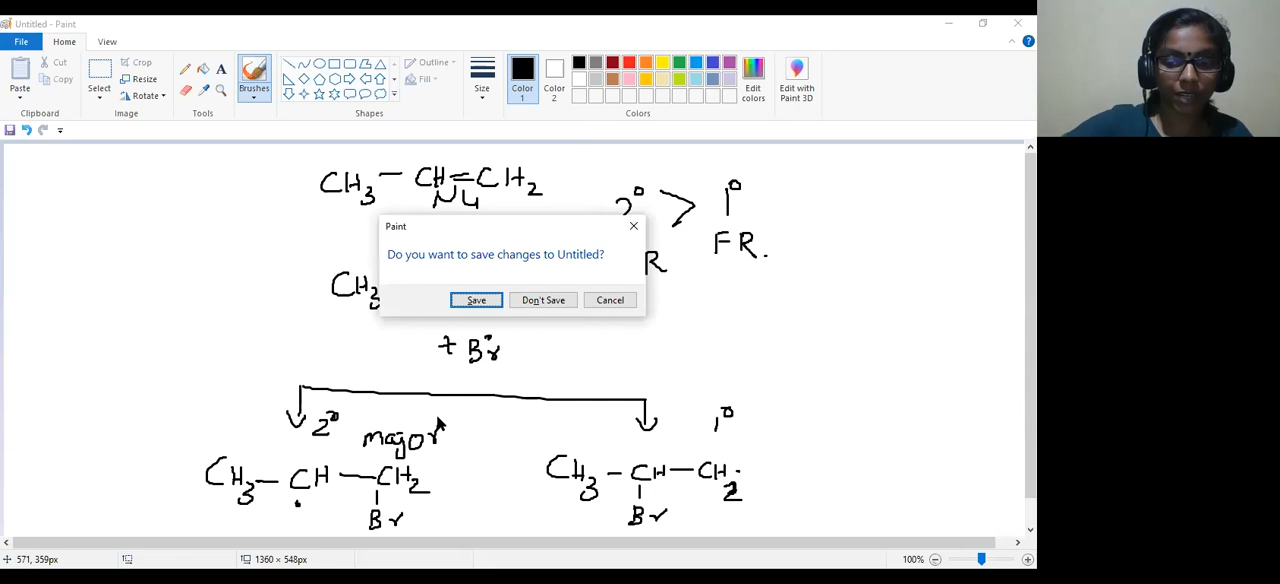 Untitled - Paint
File Home View
Paste Cut Copy Select Crop Resize Rotate Brushes Outline Fill Size Color 1 Color 2 Edit colors Edit with Paint 3D
Clipboard Image Tools Shapes Colors
CH3 - CH = CH2
2° > 1°
FR.
R
Paint
Do you want to save changes to Untitled?
Save Don't Save Cancel
CH3
+ Br
2° major 1°
CH3 - CH - CH2 CH3 - CH - CH2
Br Br
571, 359px 1360 × 548px 100%